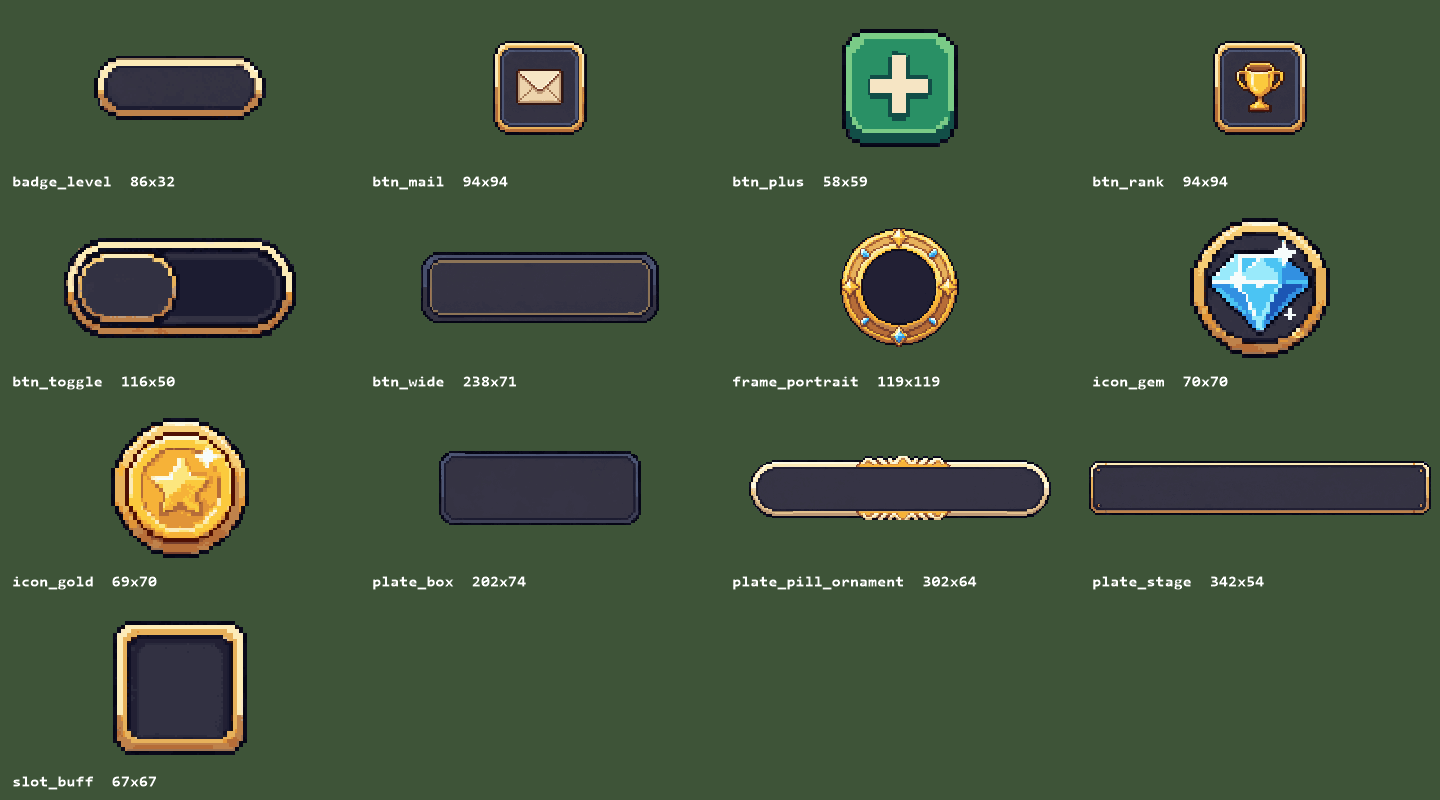 badge_level 86x32
btn_mail 94x94
btn_plus 58x59
btn_rank 94x94
btn_toggle 116x50
btn_wide 238x71
frame_portrait 119x119
icon_gem 70x70
icon_gold 69x70
plate_box 202x74
plate_pill_ornament 302x64
plate_stage 342x54
slot_buff 67x67